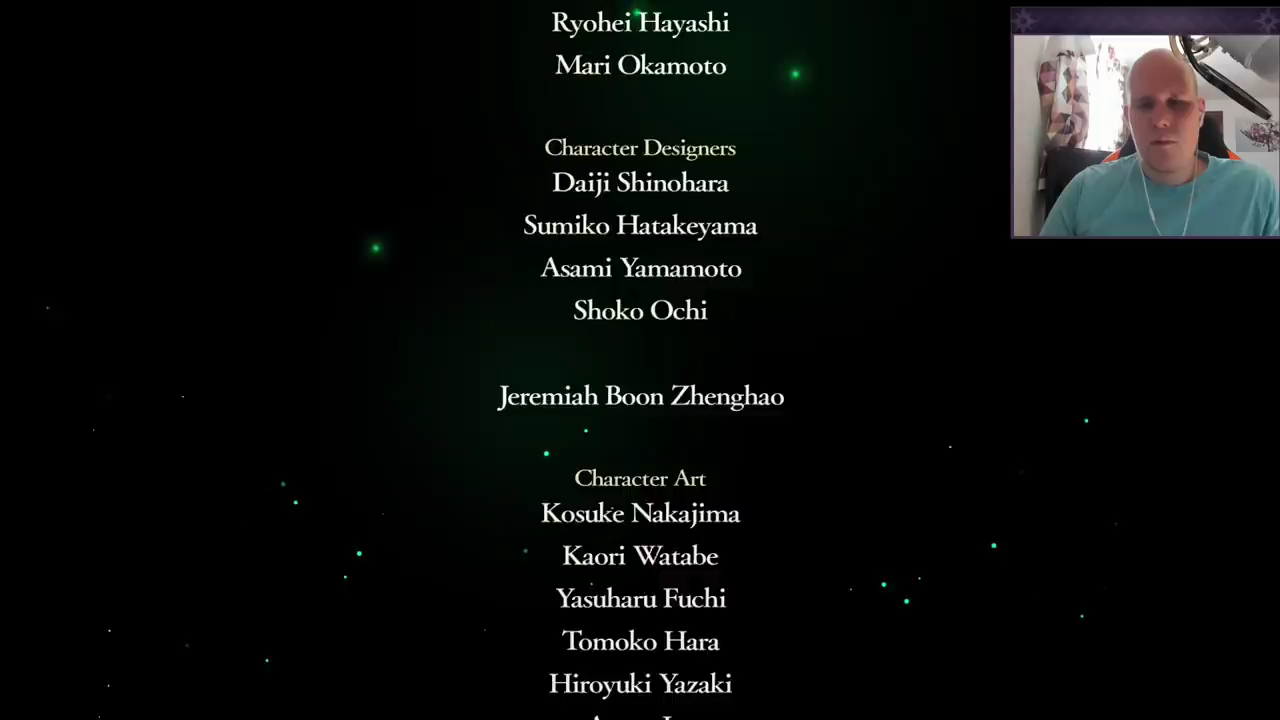 Ryohei Hayashi
Mari Okamoto
Character Designers
Daiji Shinohara
Sumiko Hatakeyama
Asami Yamamoto
Shoko Ochi
Jeremiah Boon Zhenghao
Character Art
Kosuke Nakajima
Kaori Watabe
Yasuharu Fuchi
Tomoko Hara
Hiroyuki Yazaki